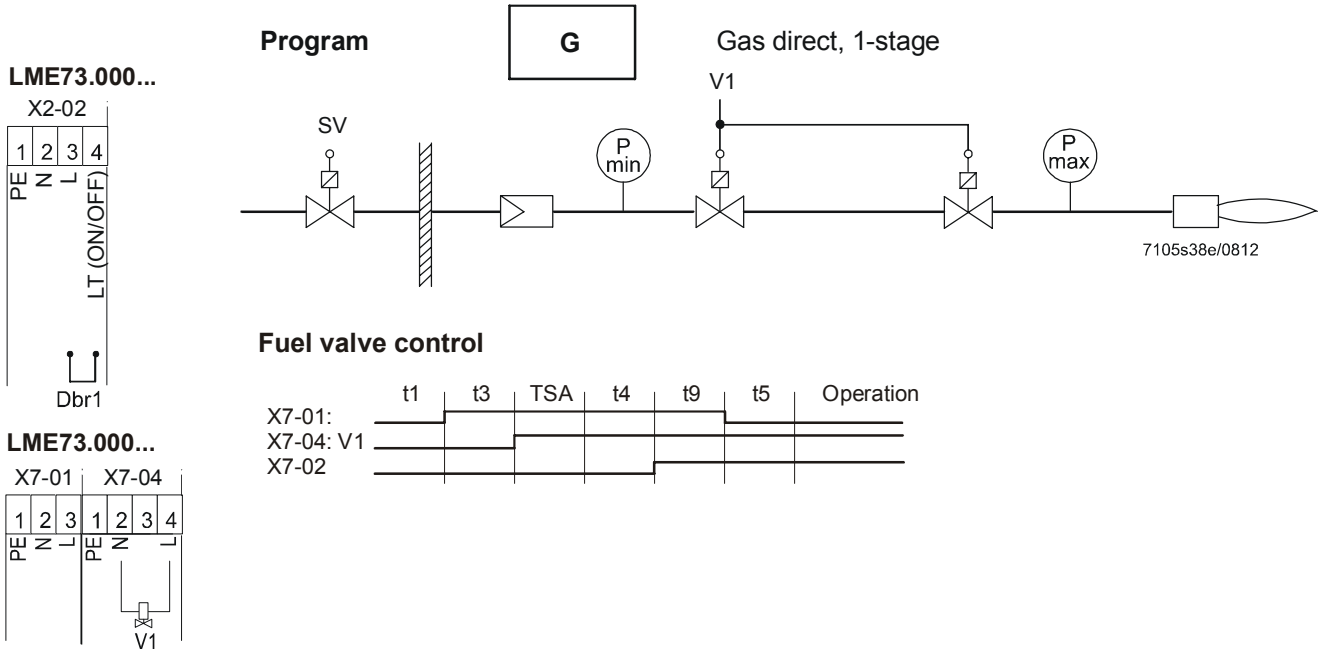 Program
G
Gas direct, 1-stage
LME73.000...
X2-02
1 2 3 4
PE
N
L
LT (ON/OFF)
Dbr1
V1
SV
P
min
P
max
7105s38e/0812
Fuel valve control
t1 t3 TSA t4 t9 t5 Operation
X7-01:
X7-04: V1
X7-02
LME73.000...
X7-01 X7-04
1 2 3 1 2 3 4
PE
N
L
PE
N
L
V1